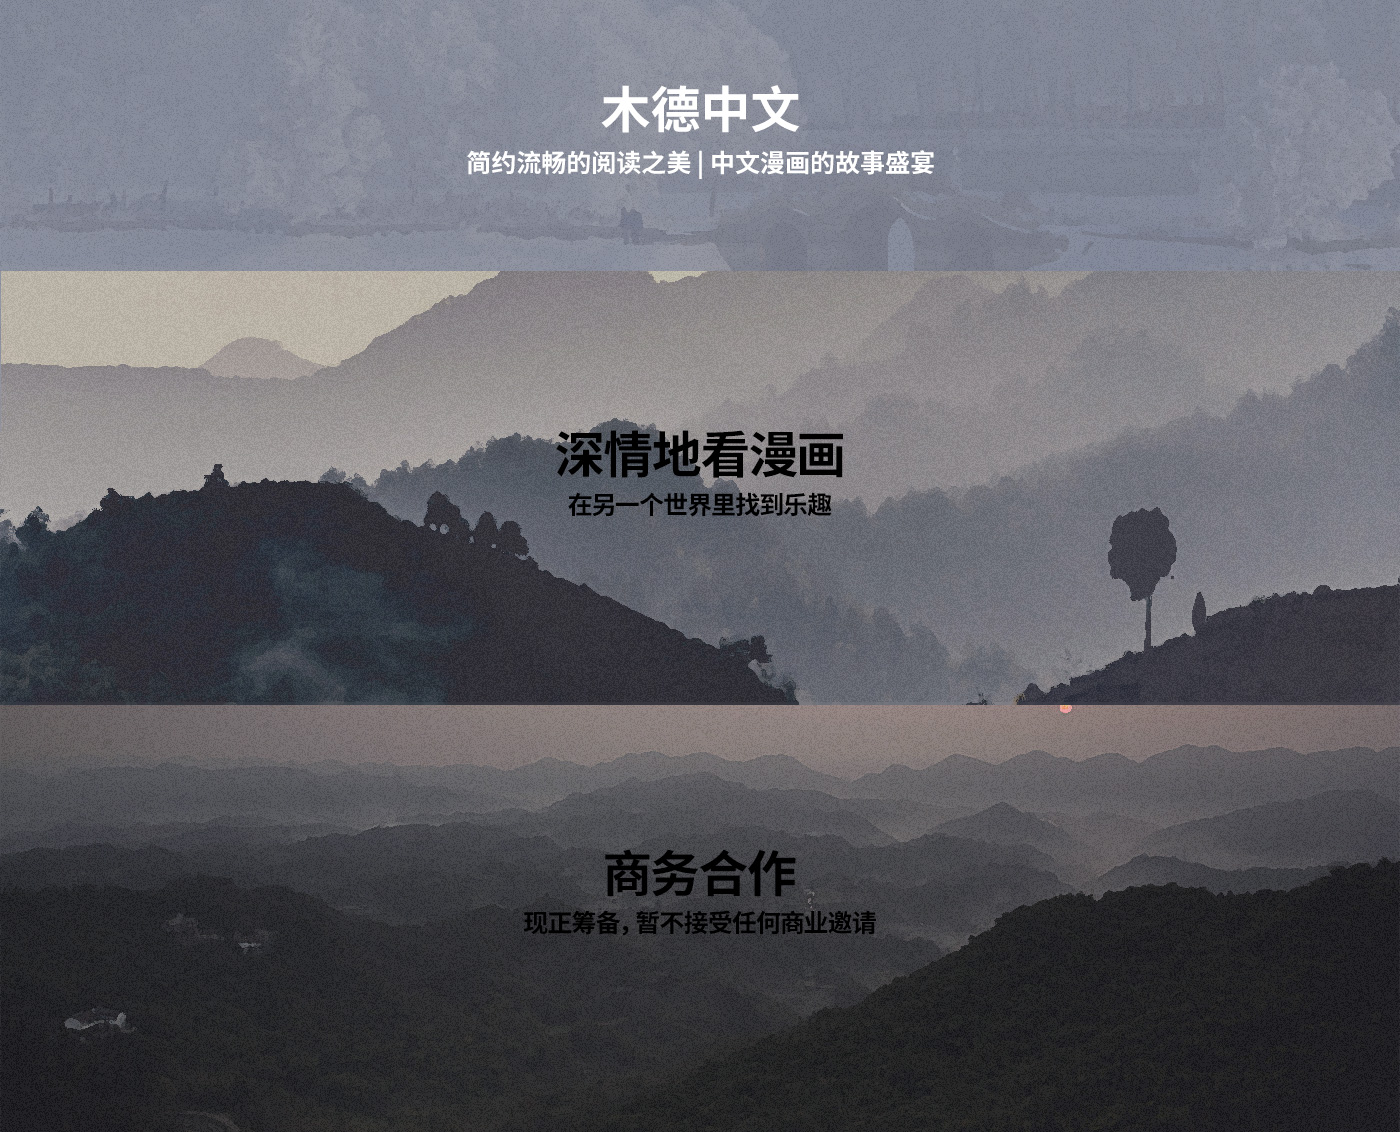 木德中文
简约流畅的阅读之美 | 中文漫画的故事盛宴
深情地看漫画
在另一个世界里找到乐趣
商务合作
现正筹备，暂不接受任何商业邀请